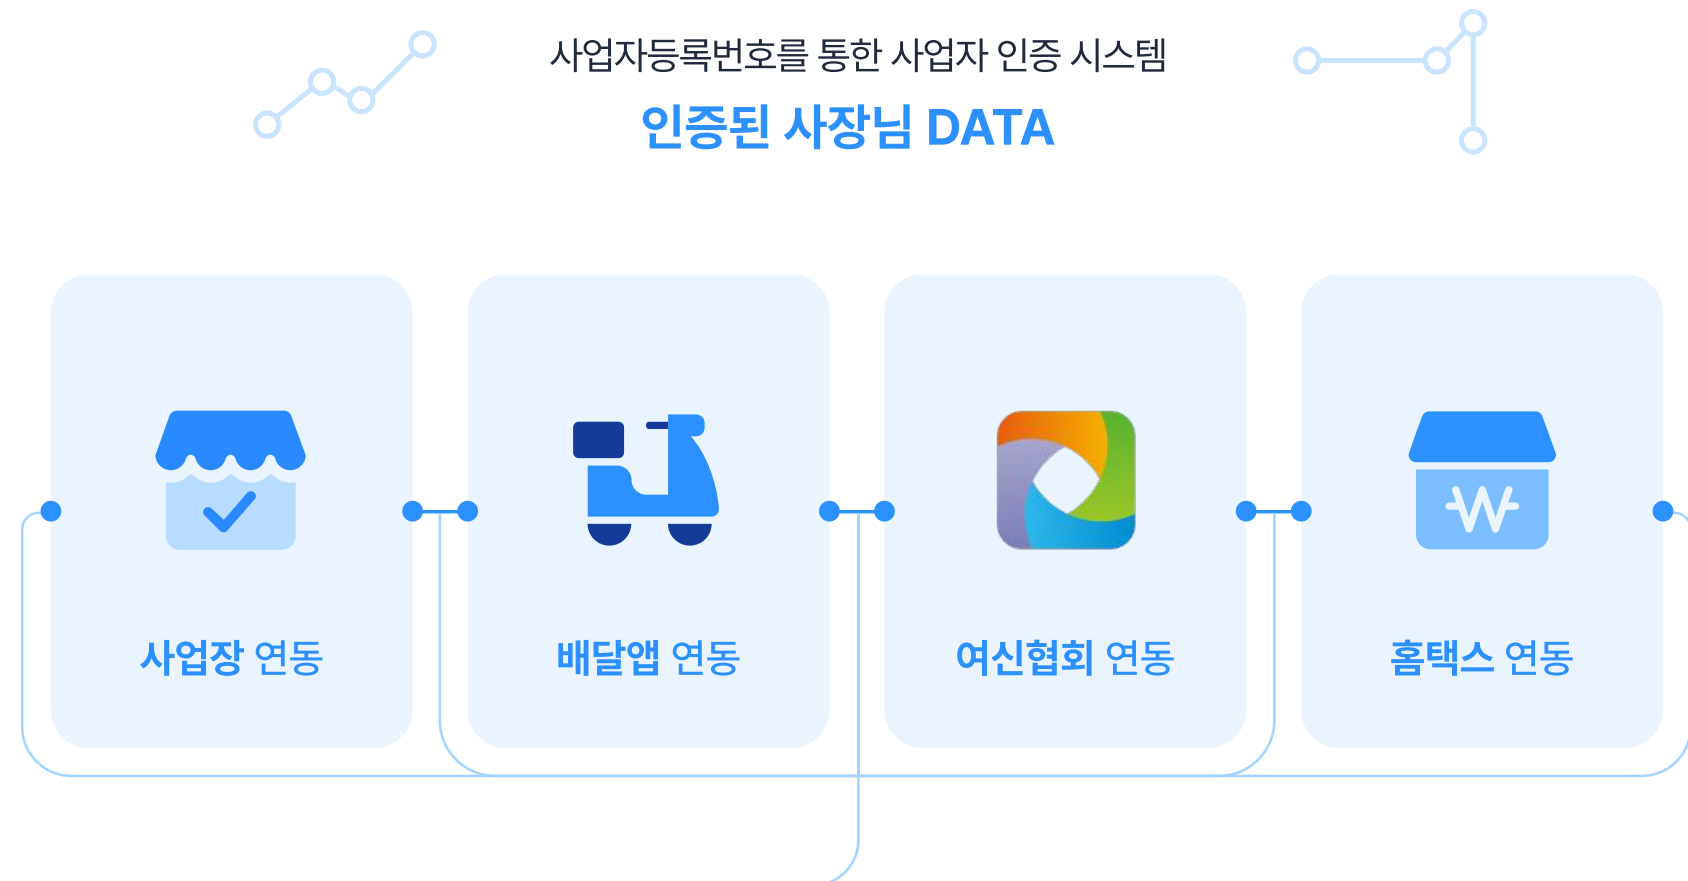 사업자등록번호를 통한 사업자 인증 시스템
인증된 사장님 DATA
사업장 연동
배달앱 연동
여신협회 연동
홈택스 연동